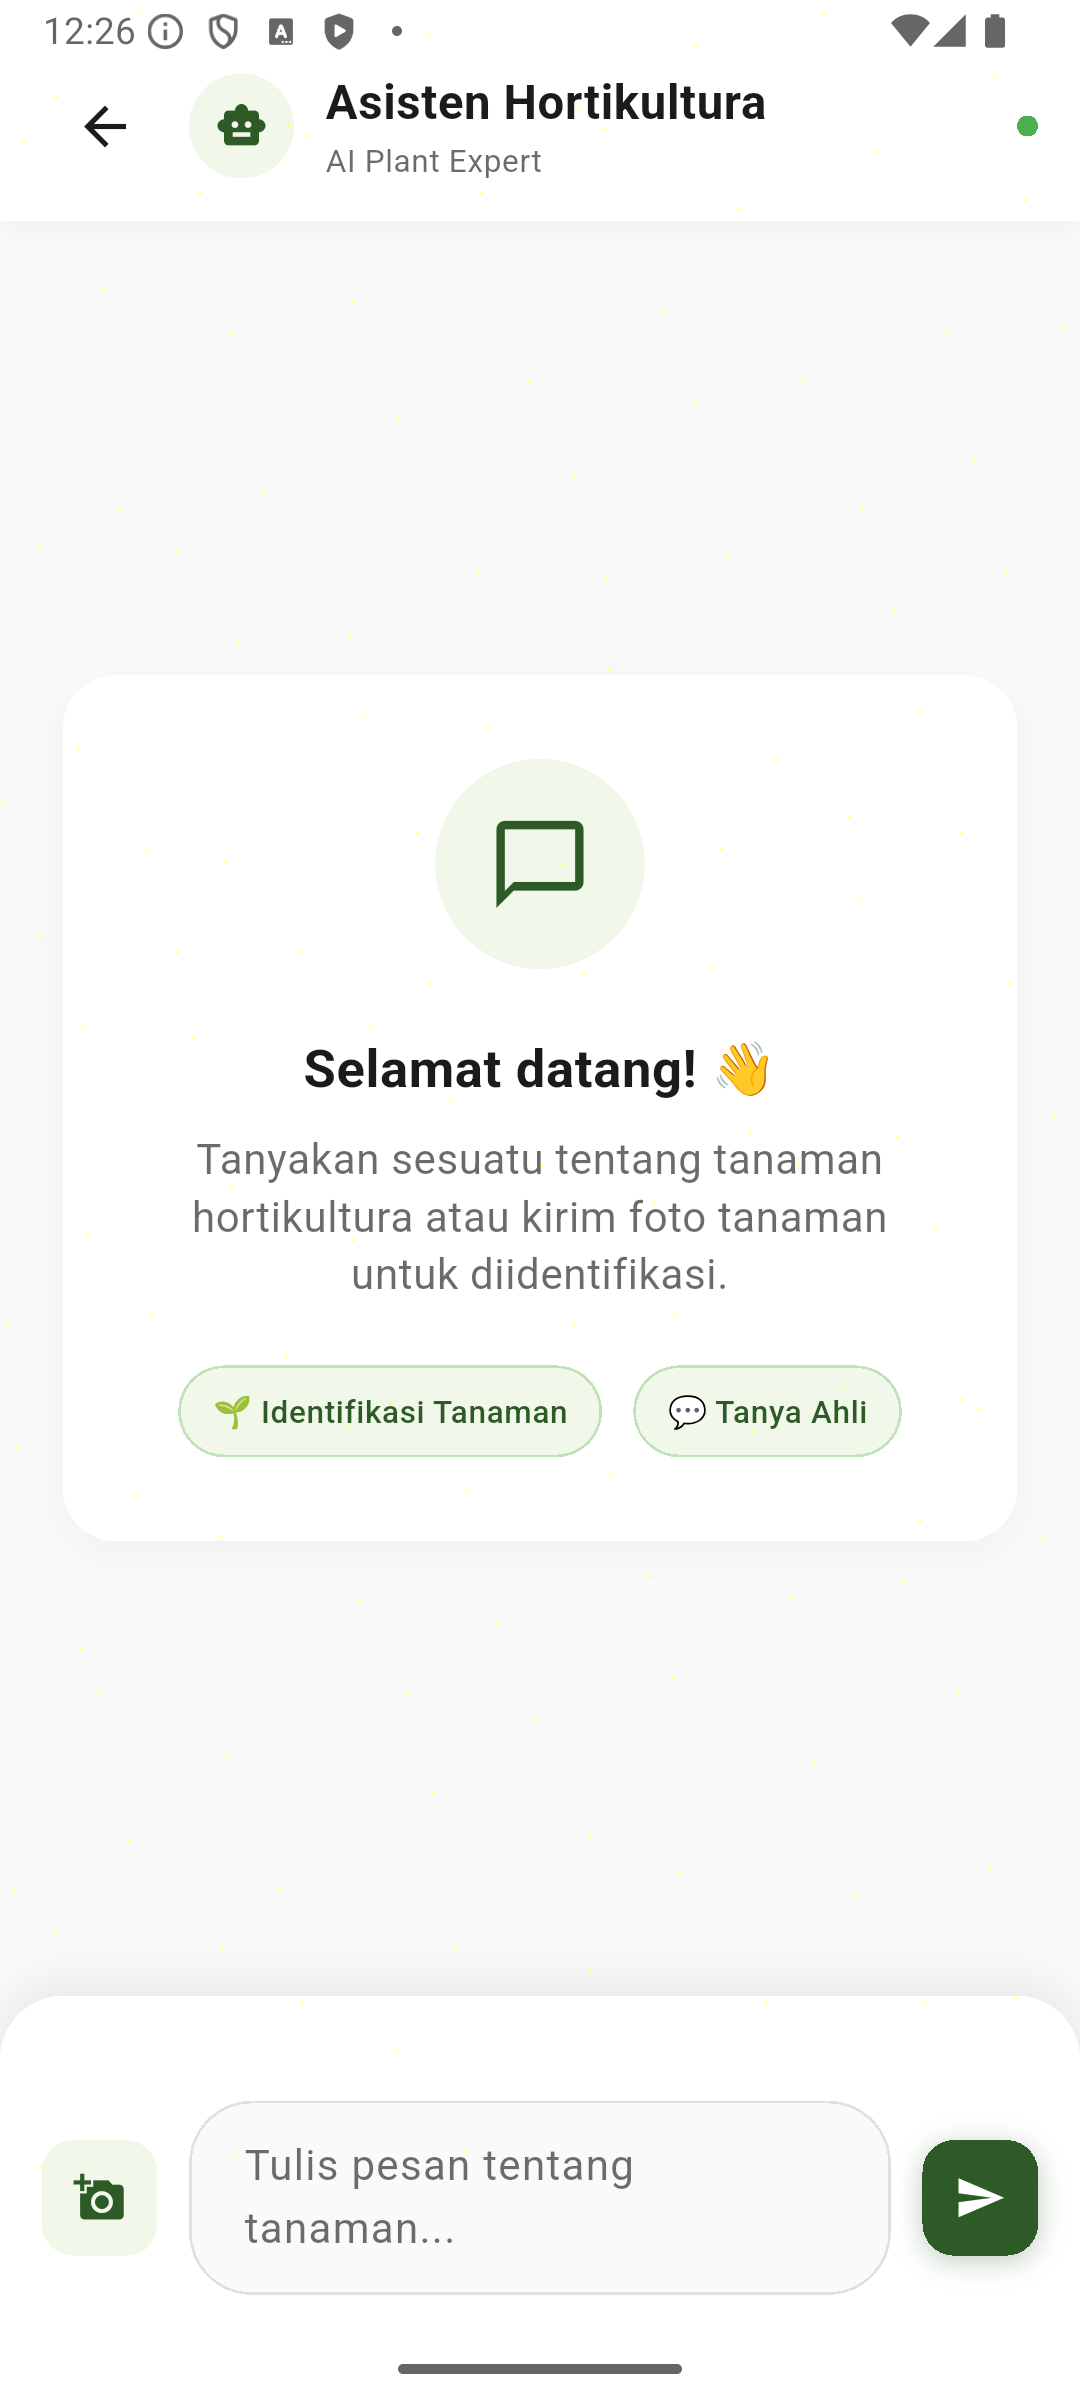 12:26
Asisten Hortikultura
AI Plant Expert
Selamat datang! 👋
Tanyakan sesuatu tentang tanaman
hortikultura atau kirim foto tanaman
untuk diidentifikasi.
🌱 Identifikasi Tanaman
💬 Tanya Ahli
Tulis pesan tentang
tanaman...